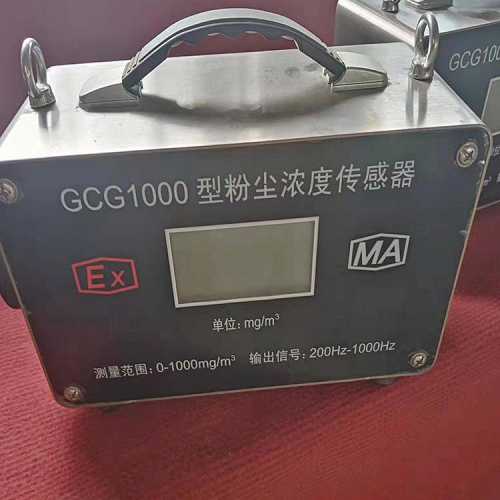 GCG1000 型粉尘浓度传感器
Ex
MA
单位: mg/m³
测量范围: 0-1000mg/m³ 输出信号: 200Hz-1000Hz
GCG1000